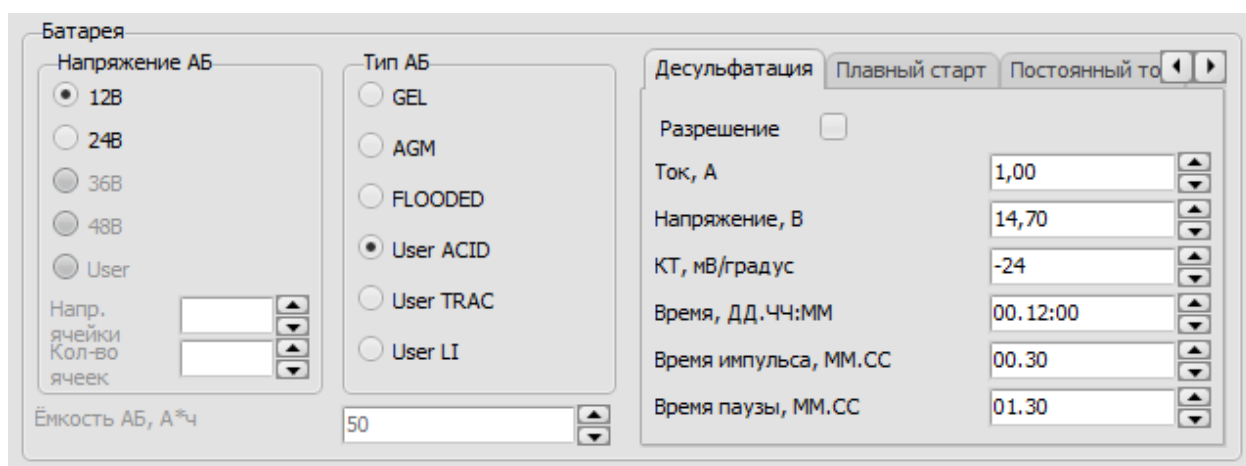 Батарея
Напряжение АБ
12В
24В
36В
48В
User
Напр.
ячейки
Кол-во
ячеек
Тип АБ
GEL
AGM
FLOODED
User ACID
User TRAC
User LI
Ёмкость АБ, А*ч
50
Десульфатация Плавный старт Постоянный то
Разрешение
Ток, А 1,00
Напряжение, В 14,70
КТ, мВ/градус -24
Время, ДД.ЧЧ:ММ 00.12:00
Время импульса, ММ.СС 00.30
Время паузы, ММ.СС 01.30